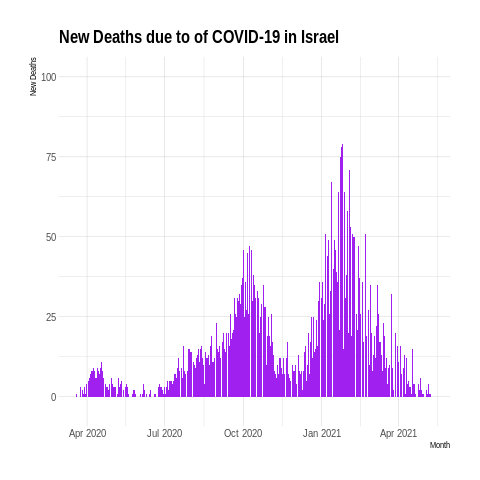 New Deaths due to of COVID-19 in Israel
New Deaths
100
75
50
25
0
Apr 2020 Jul 2020 Oct 2020 Jan 2021 Apr 2021
Month